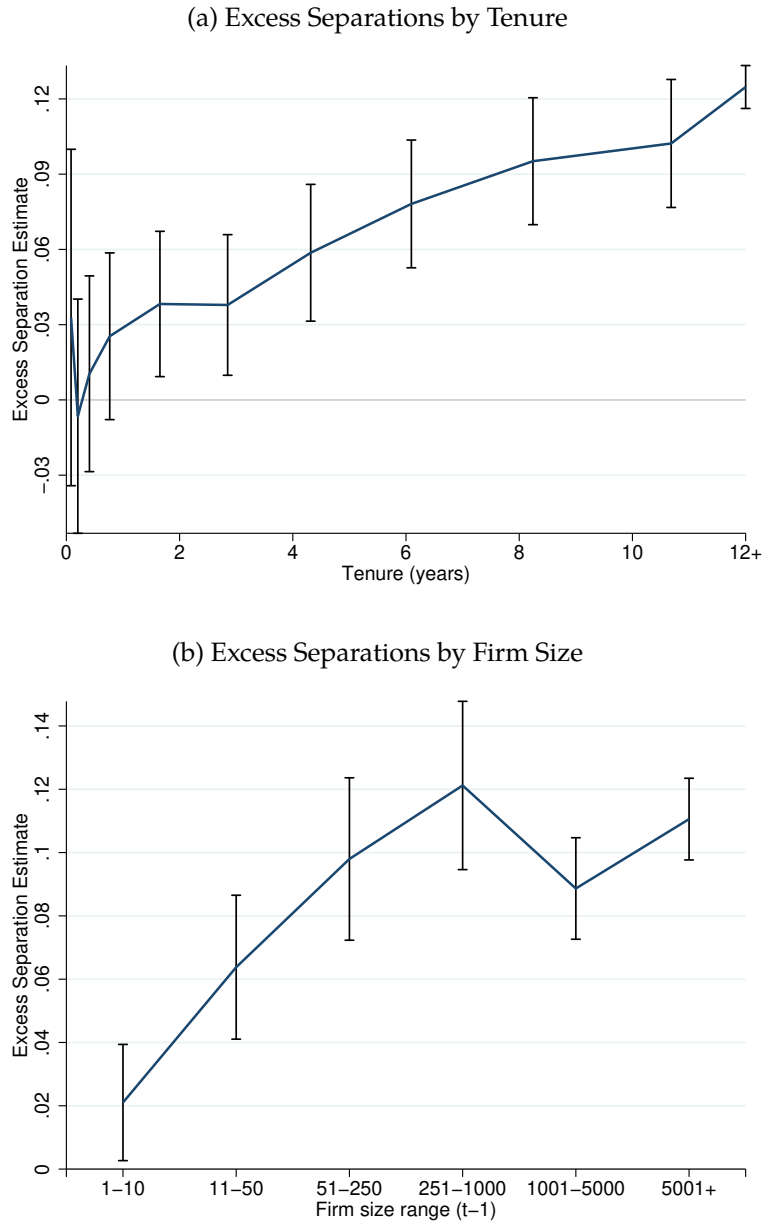 (a) Excess Separations by Tenure
Excess Separation Estimate
.12
.09
.06
.03
0
-.03
0 2 4 6 8 10 12+
Tenure (years)
(b) Excess Separations by Firm Size
Excess Separation Estimate
.14
.12
.1
.08
.06
.04
.02
0
1-10 11-50 51-250 251-1000 1001-5000 5001+
Firm size range (t-1)